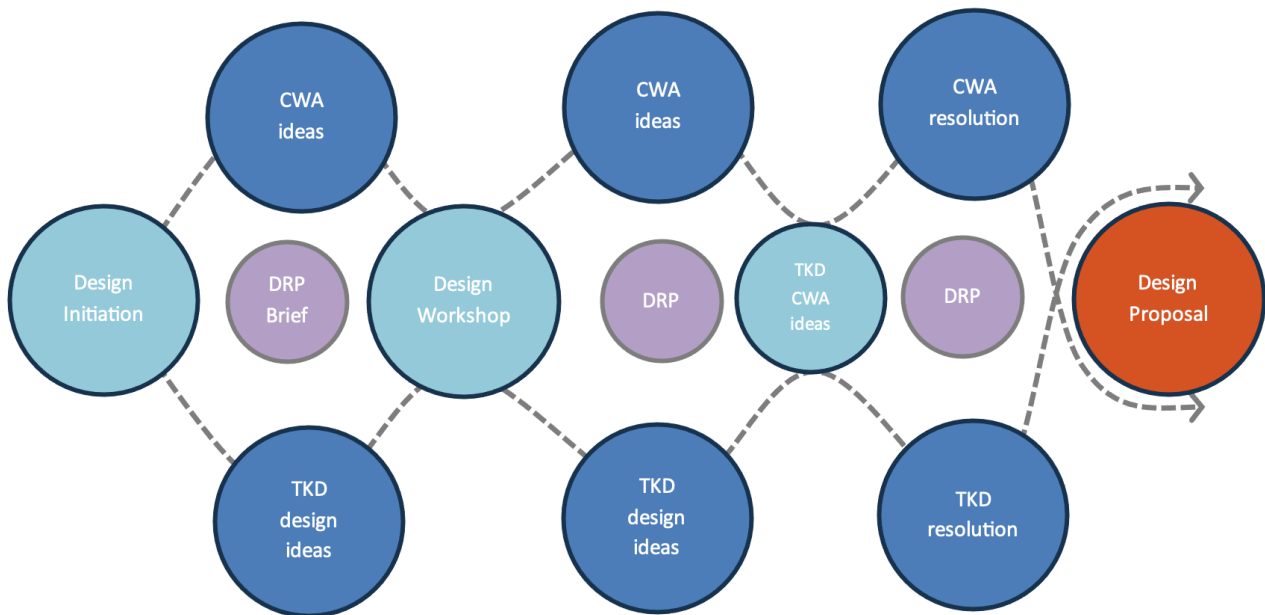 CWA
ideas
CWA
ideas
CWA
resolution
Design
Initiation
DRP
Brief
Design
Workshop
DRP
TKD
CWA
ideas
DRP
Design
Proposal
TKD
design
ideas
TKD
design
ideas
TKD
resolution